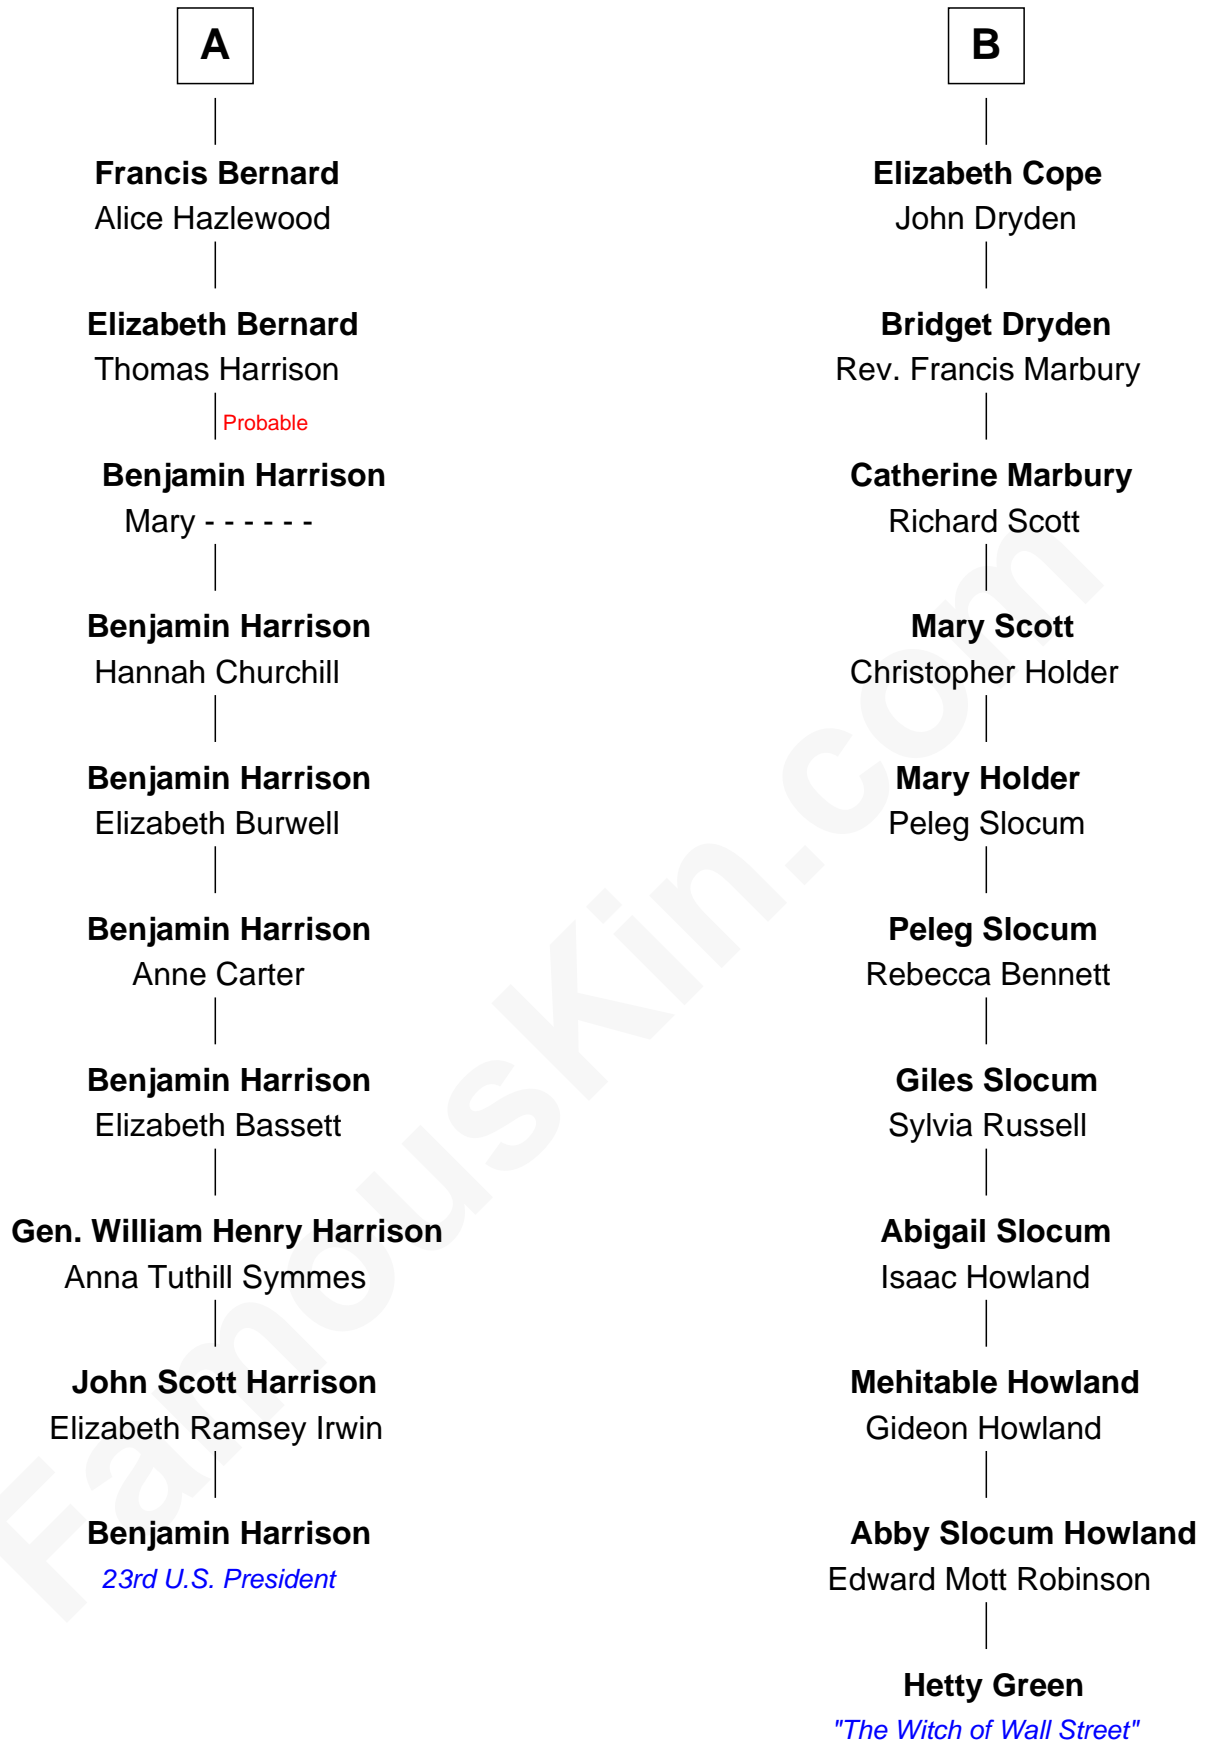 A
Francis Bernard
Alice Hazlewood
Elizabeth Bernard
Thomas Harrison
Probable
Benjamin Harrison
Mary - - - - - -
Benjamin Harrison
Hannah Churchill
Benjamin Harrison
Elizabeth Burwell
Benjamin Harrison
Anne Carter
Benjamin Harrison
Elizabeth Bassett
Gen. William Henry Harrison
Anna Tuthill Symmes
John Scott Harrison
Elizabeth Ramsey Irwin
Benjamin Harrison
23rd U.S. President
B
Elizabeth Cope
John Dryden
Bridget Dryden
Rev. Francis Marbury
Catherine Marbury
Richard Scott
Mary Scott
Christopher Holder
Mary Holder
Peleg Slocum
Peleg Slocum
Rebecca Bennett
Giles Slocum
Sylvia Russell
Abigail Slocum
Isaac Howland
Mehitable Howland
Gideon Howland
Abby Slocum Howland
Edward Mott Robinson
Hetty Green
"The Witch of Wall Street"
FamousKin.com